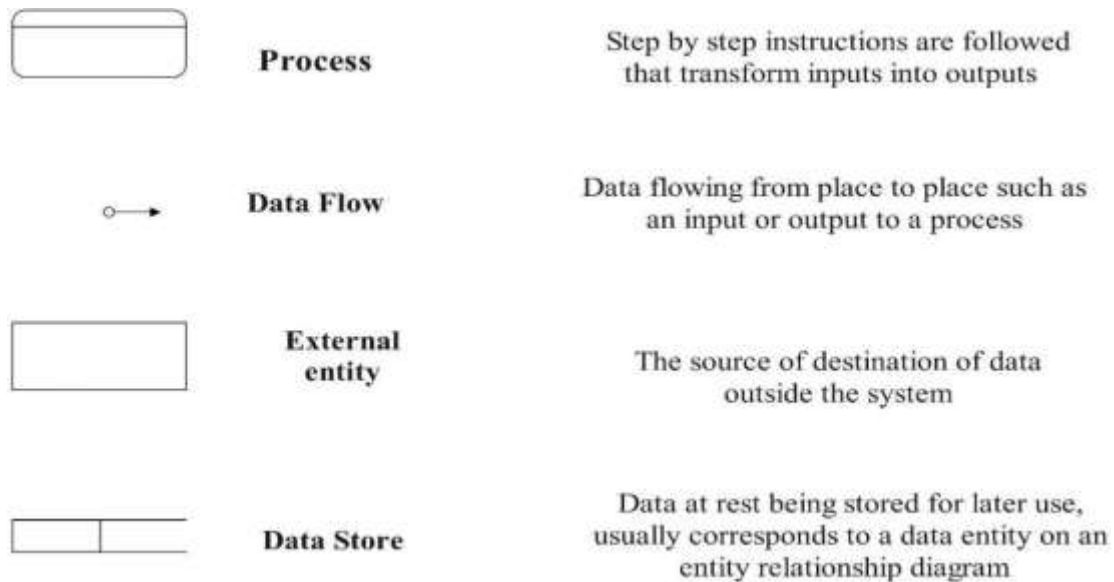 Process
Step by step instructions are followed
that transform inputs into outputs
Data Flow
Data flowing from place to place such as
an input or output to a process
External
entity
The source of destination of data
outside the system
Data Store
Data at rest being stored for later use,
usually corresponds to a data entity on an
entity relationship diagram